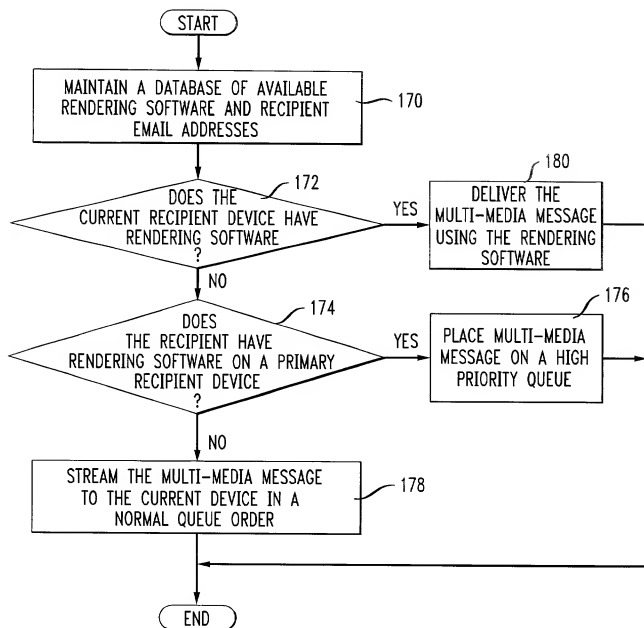 START
MAINTAIN A DATABASE OF AVAILABLE
RENDERING SOFTWARE AND RECIPIENT
EMAIL ADDRESSES
170
172
DOES THE
CURRENT RECIPIENT DEVICE HAVE
RENDERING SOFTWARE
?
YES
180
DELIVER THE
MULTI-MEDIA MESSAGE
USING THE RENDERING
SOFTWARE
NO
174
DOES
THE RECIPIENT HAVE
RENDERING SOFTWARE ON A PRIMARY
RECIPIENT DEVICE
?
YES
176
PLACE MULTI-MEDIA
MESSAGE ON A HIGH
PRIORITY QUEUE
NO
STREAM THE MULTI-MEDIA MESSAGE
TO THE CURRENT DEVICE IN A
NORMAL QUEUE ORDER
178
END